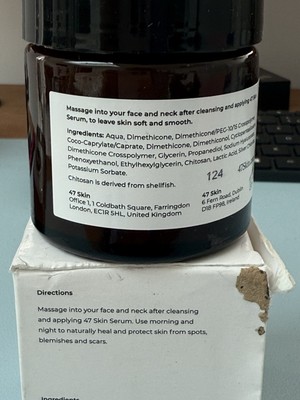 Massage into your face and neck after cleansing and applying 47 Skin
Serum, to leave skin soft and smooth.
Ingredients: Aqua, Dimethicone, Dimethicone/PEG-10/15 Crosspolymer,
Coco-Caprylate/Caprate, Dimethicone, Dimethiconol,
Dimethicone Crosspolymer, Glycerin, Propanediol, Sodium
Phenoxyethanol, Ethylhexylglycerin, Chitosan, Lactic Acid, Silver
Potassium Sorbate.
Chitosan is derived from shellfish.
124
47 Skin
Office 1, 1 Coldbath Square, Farringdon
London, EC1R 5HL, United Kingdom
47 Skin
6 Fern Road, Dublin
D18 FP98, Ireland
Directions
Massage into your face and neck after cleansing
and applying 47 Skin Serum. Use morning and
night to naturally heal and protect skin from spots,
blemishes and scars.
Ingredients